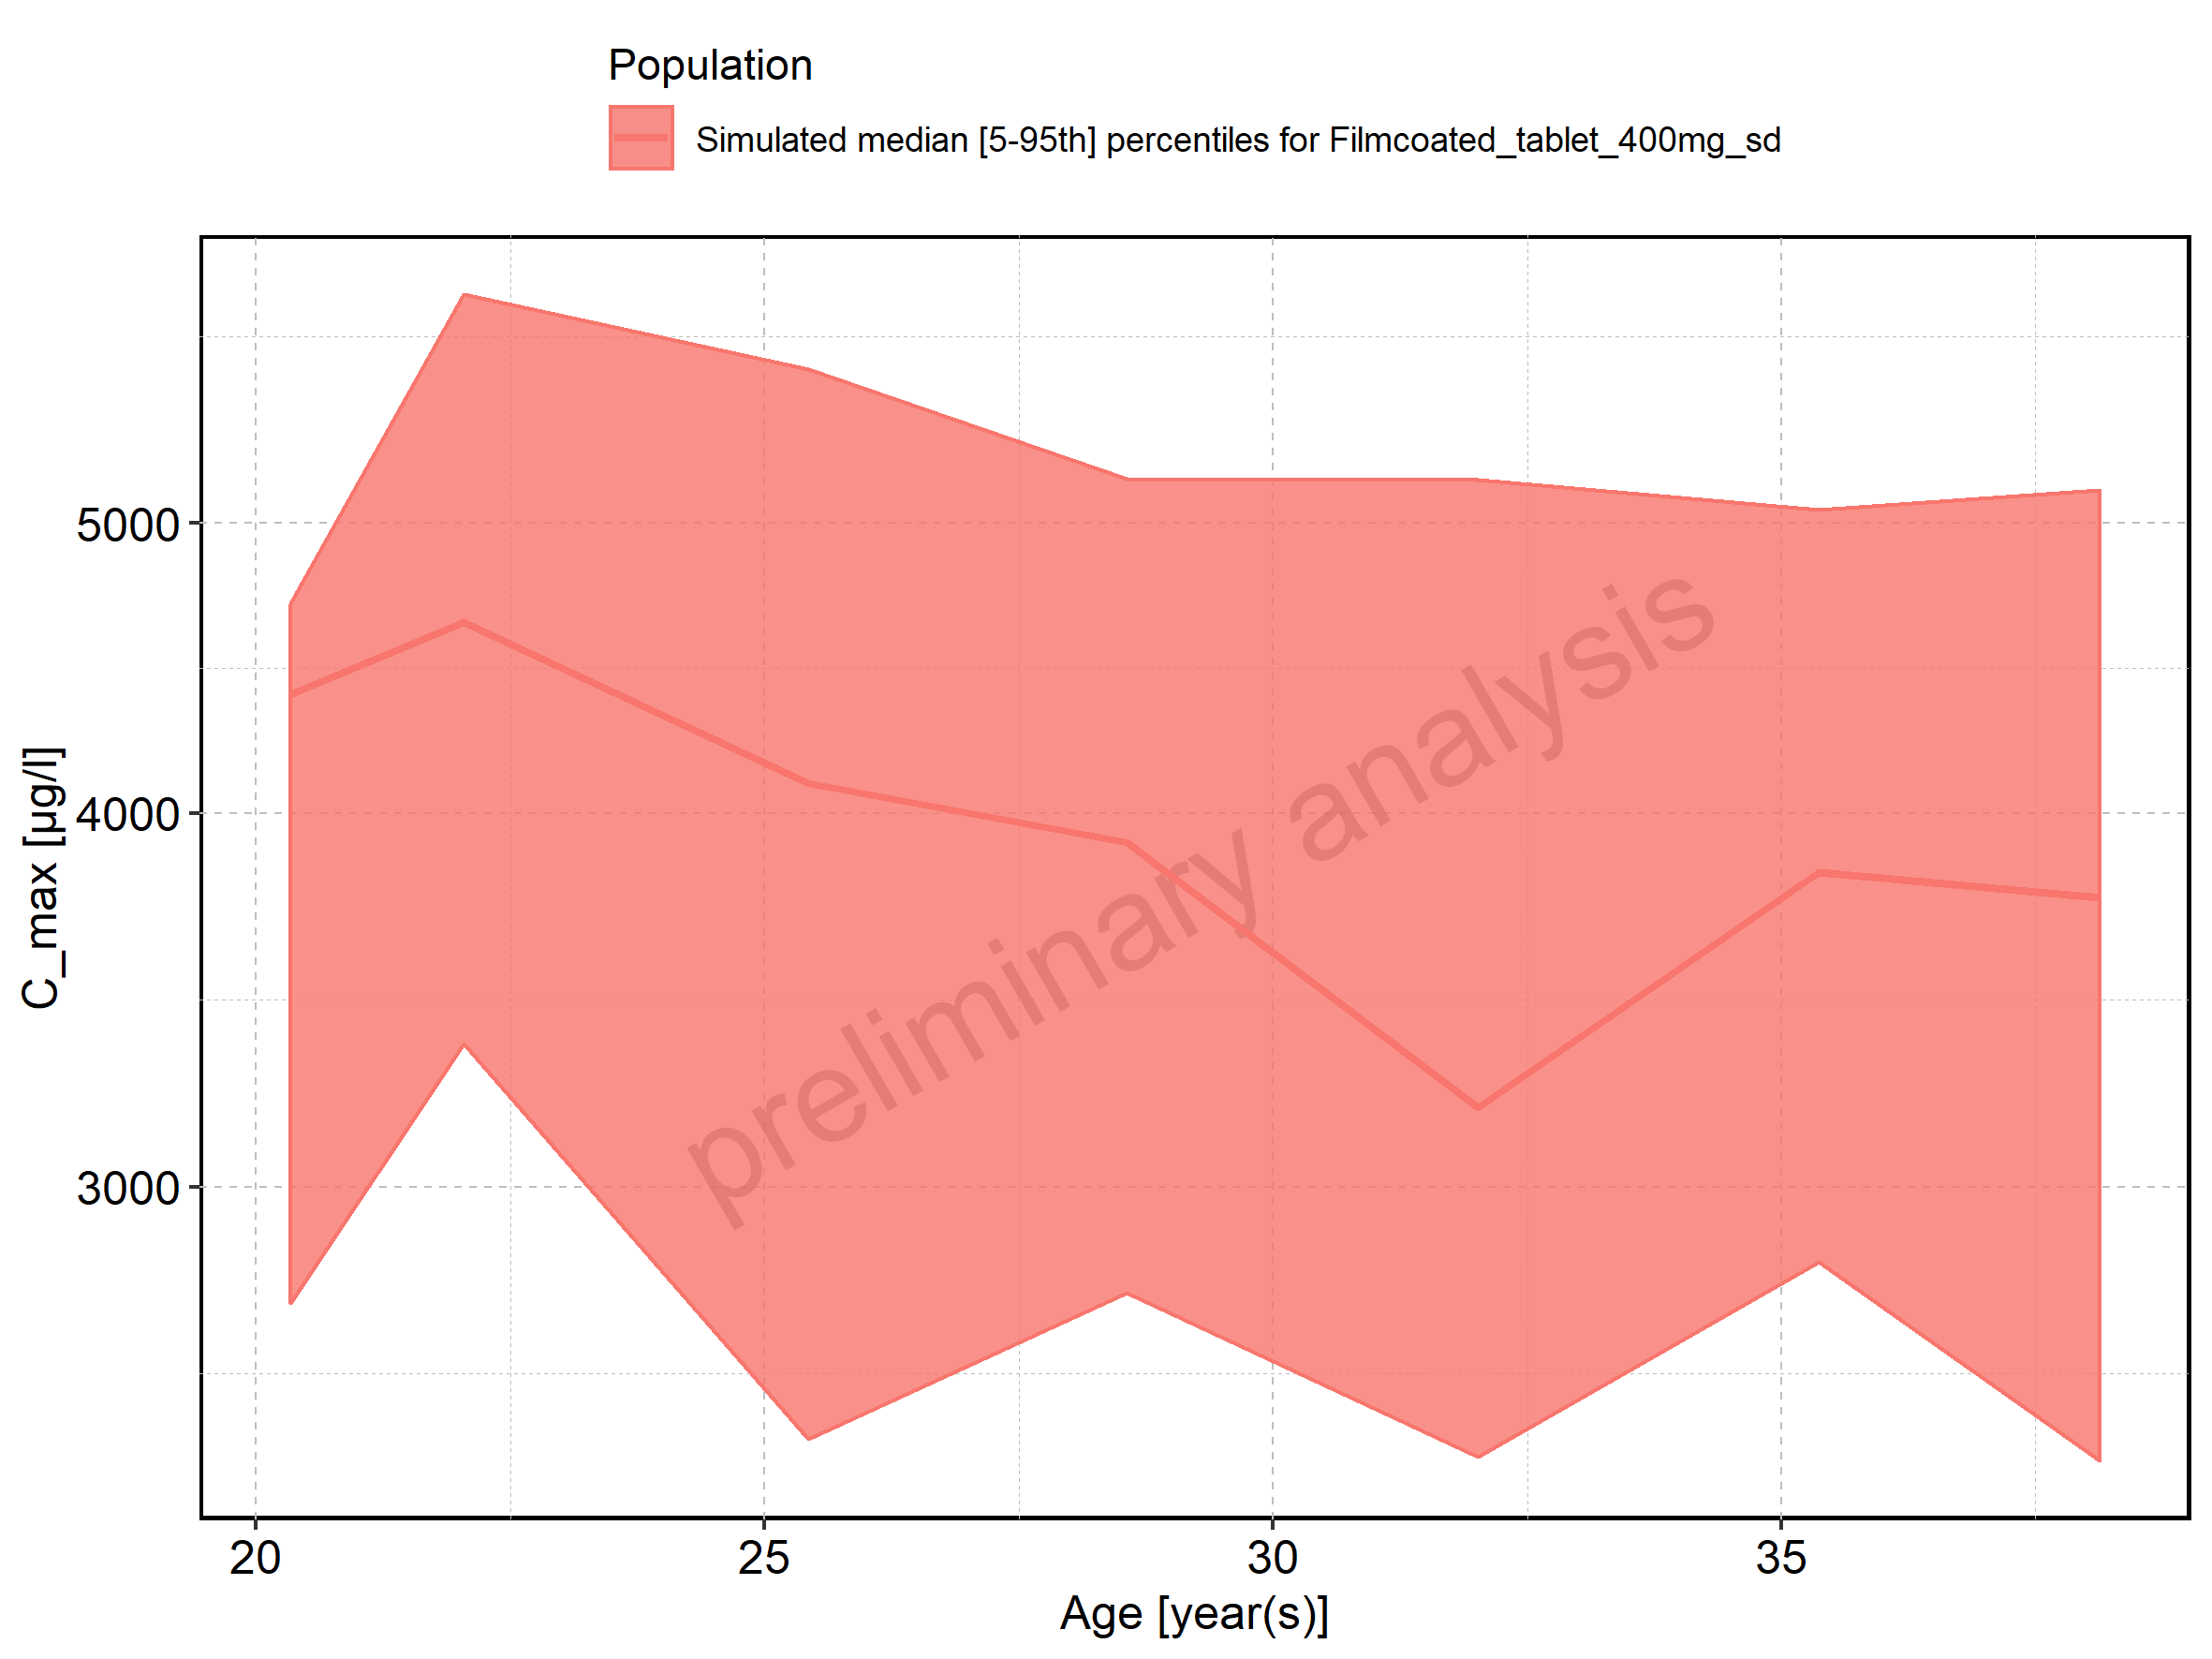 Population
Simulated median [5-95th] percentiles for Filmcoated_tablet_400mg_sd
5000
4000
3000
C_max [µg/l]
preliminary analysis
20 25 30 35
Age [year(s)]